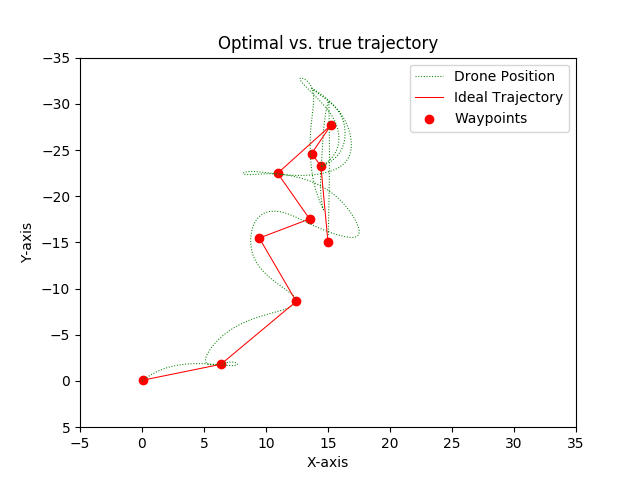 Optimal vs. true trajectory
Drone Position
Ideal Trajectory
Waypoints
Y-axis
−35
−30
−25
−20
−15
−10
−5
0
5
−5 0 5 10 15 20 25 30 35
X-axis